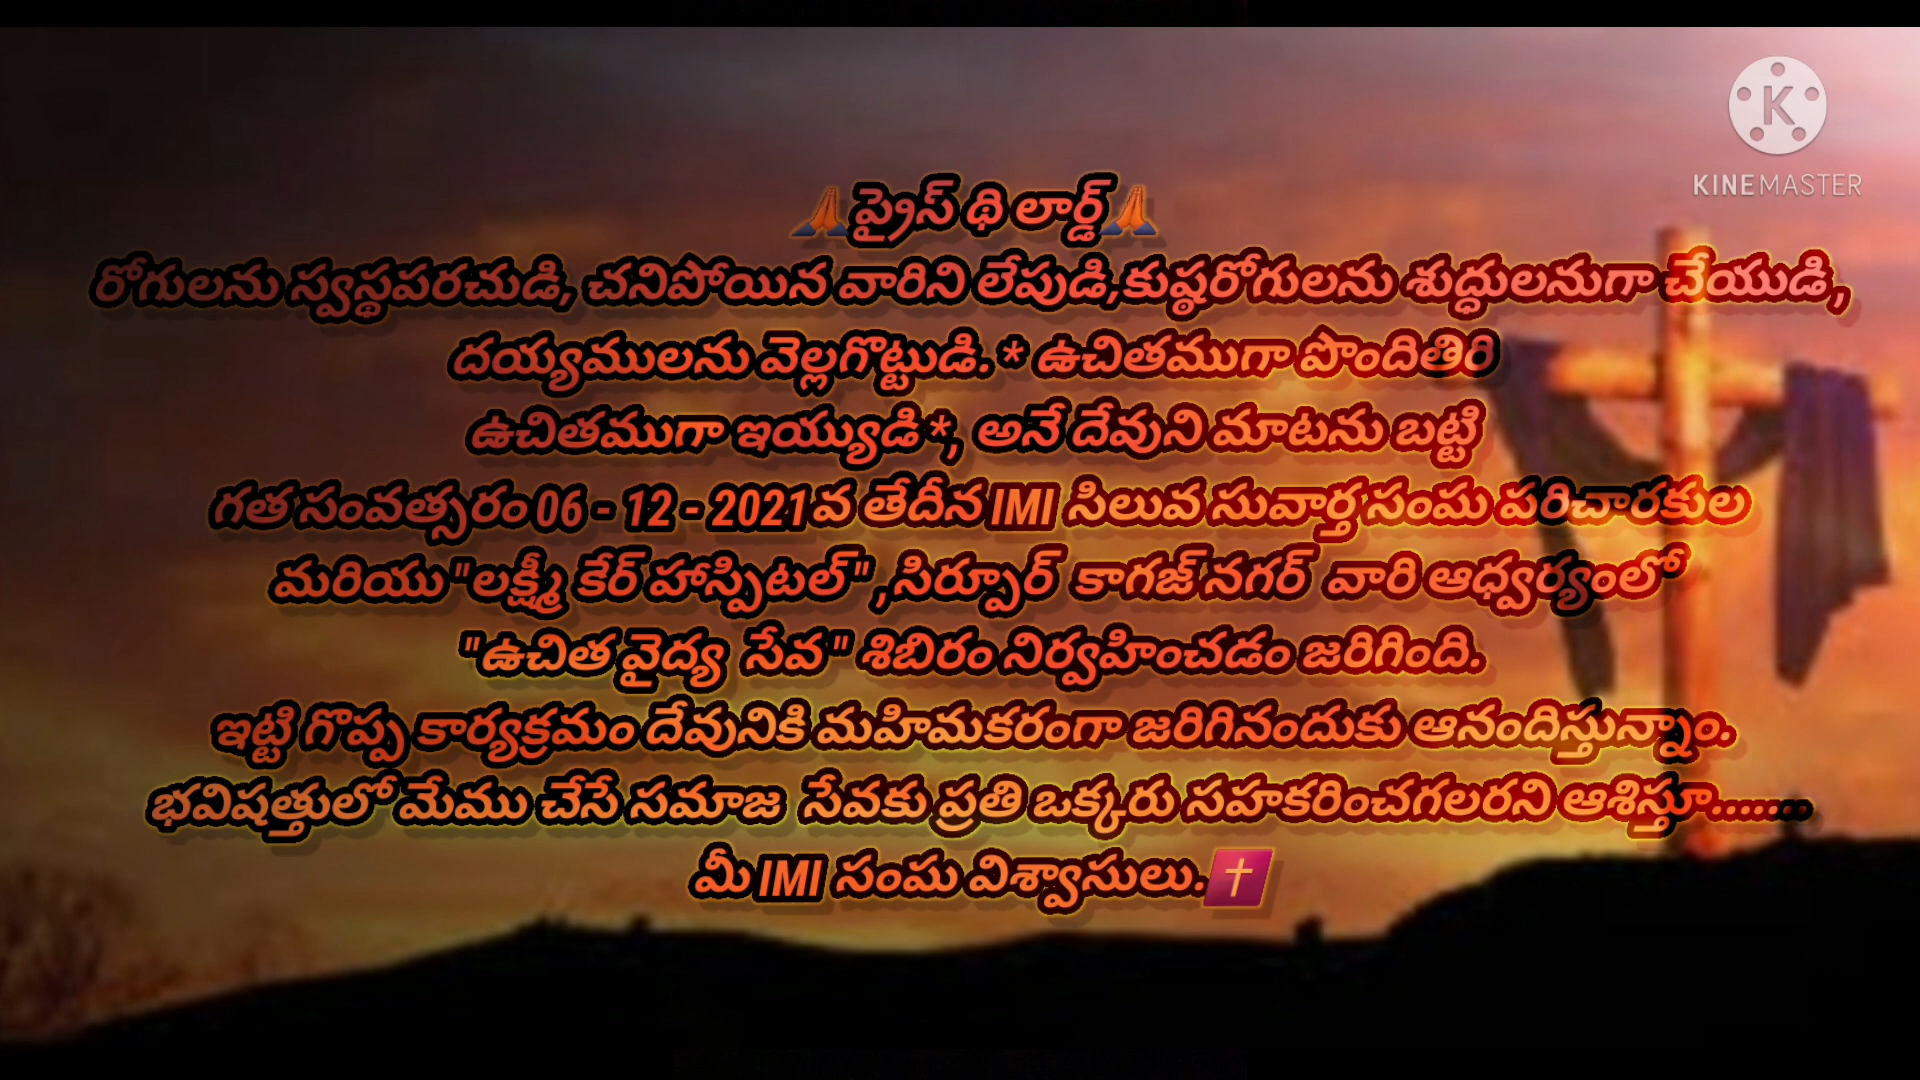 KINEMASTER
🙏ప్రైస్ థి లార్డ్🙏
రోగులను స్వస్థపరచుడి, చనిపోయిన వారిని లేపుడి,కుష్ఠరోగులను శుద్ధులనుగా చేయుడి,
దయ్యములను వెల్లగొట్టుడి.* ఉచితముగా పొందితిరి
ఉచితముగా ఇయ్యుడి*, అనే దేవుని మాటను బట్టి
గత సంవత్సరం 06 - 12 - 2021వ తేదీన IMI సిలువ సువార్త సంఘ పరిచారకుల
మరియు "లక్ష్మీ కేర్ హాస్పిటల్" ,సిర్పూర్ కాగజ్ నగర్ వారి ఆధ్వర్యంలో
"ఉచిత వైద్య సేవ" శిబిరం నిర్వహించడం జరిగింది.
ఇట్టి గొప్ప కార్యక్రమం దేవునికి మహిమకరంగా జరిగినందుకు ఆనందిస్తున్నాం.
భవిషత్తులో మేము చేసే సమాజ సేవకు ప్రతి ఒక్కరు సహకరించగలరని ఆశిస్తూ.......
మీ IMI సంఘ విశ్వాసులు.✝️